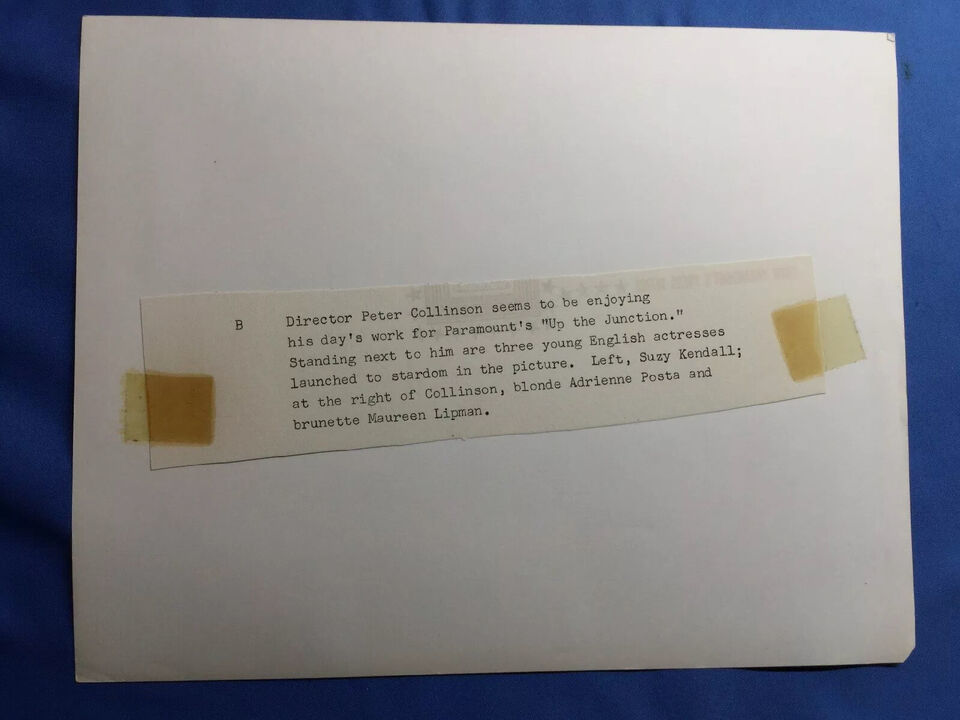 B Director Peter Collinson seems to be enjoying
his day's work for Paramount's "Up the Junction."
Standing next to him are three young English actresses
launched to stardom in the picture. Left, Suzy Kendall;
at the right of Collinson, blonde Adrienne Posta and
brunette Maureen Lipman.